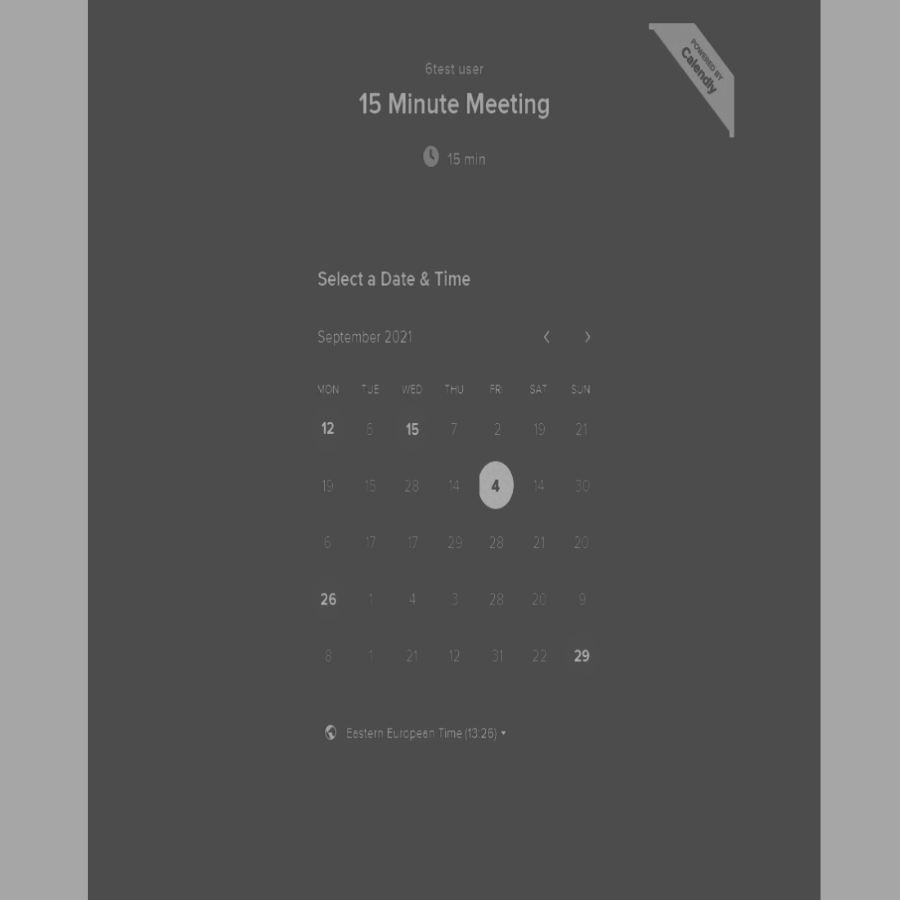 POWERED BY
Calendly
6test user
15 Minute Meeting
15 min
Select a Date & Time
September 2021
MON TUE WED THU FRI SAT SUN
12 6 15 7 2 19 21
19 15 28 14 4 14 30
6 17 17 29 28 21 20
26 1 4 3 28 20 9
8 1 21 12 31 22 29
Eastern European Time (13:26)